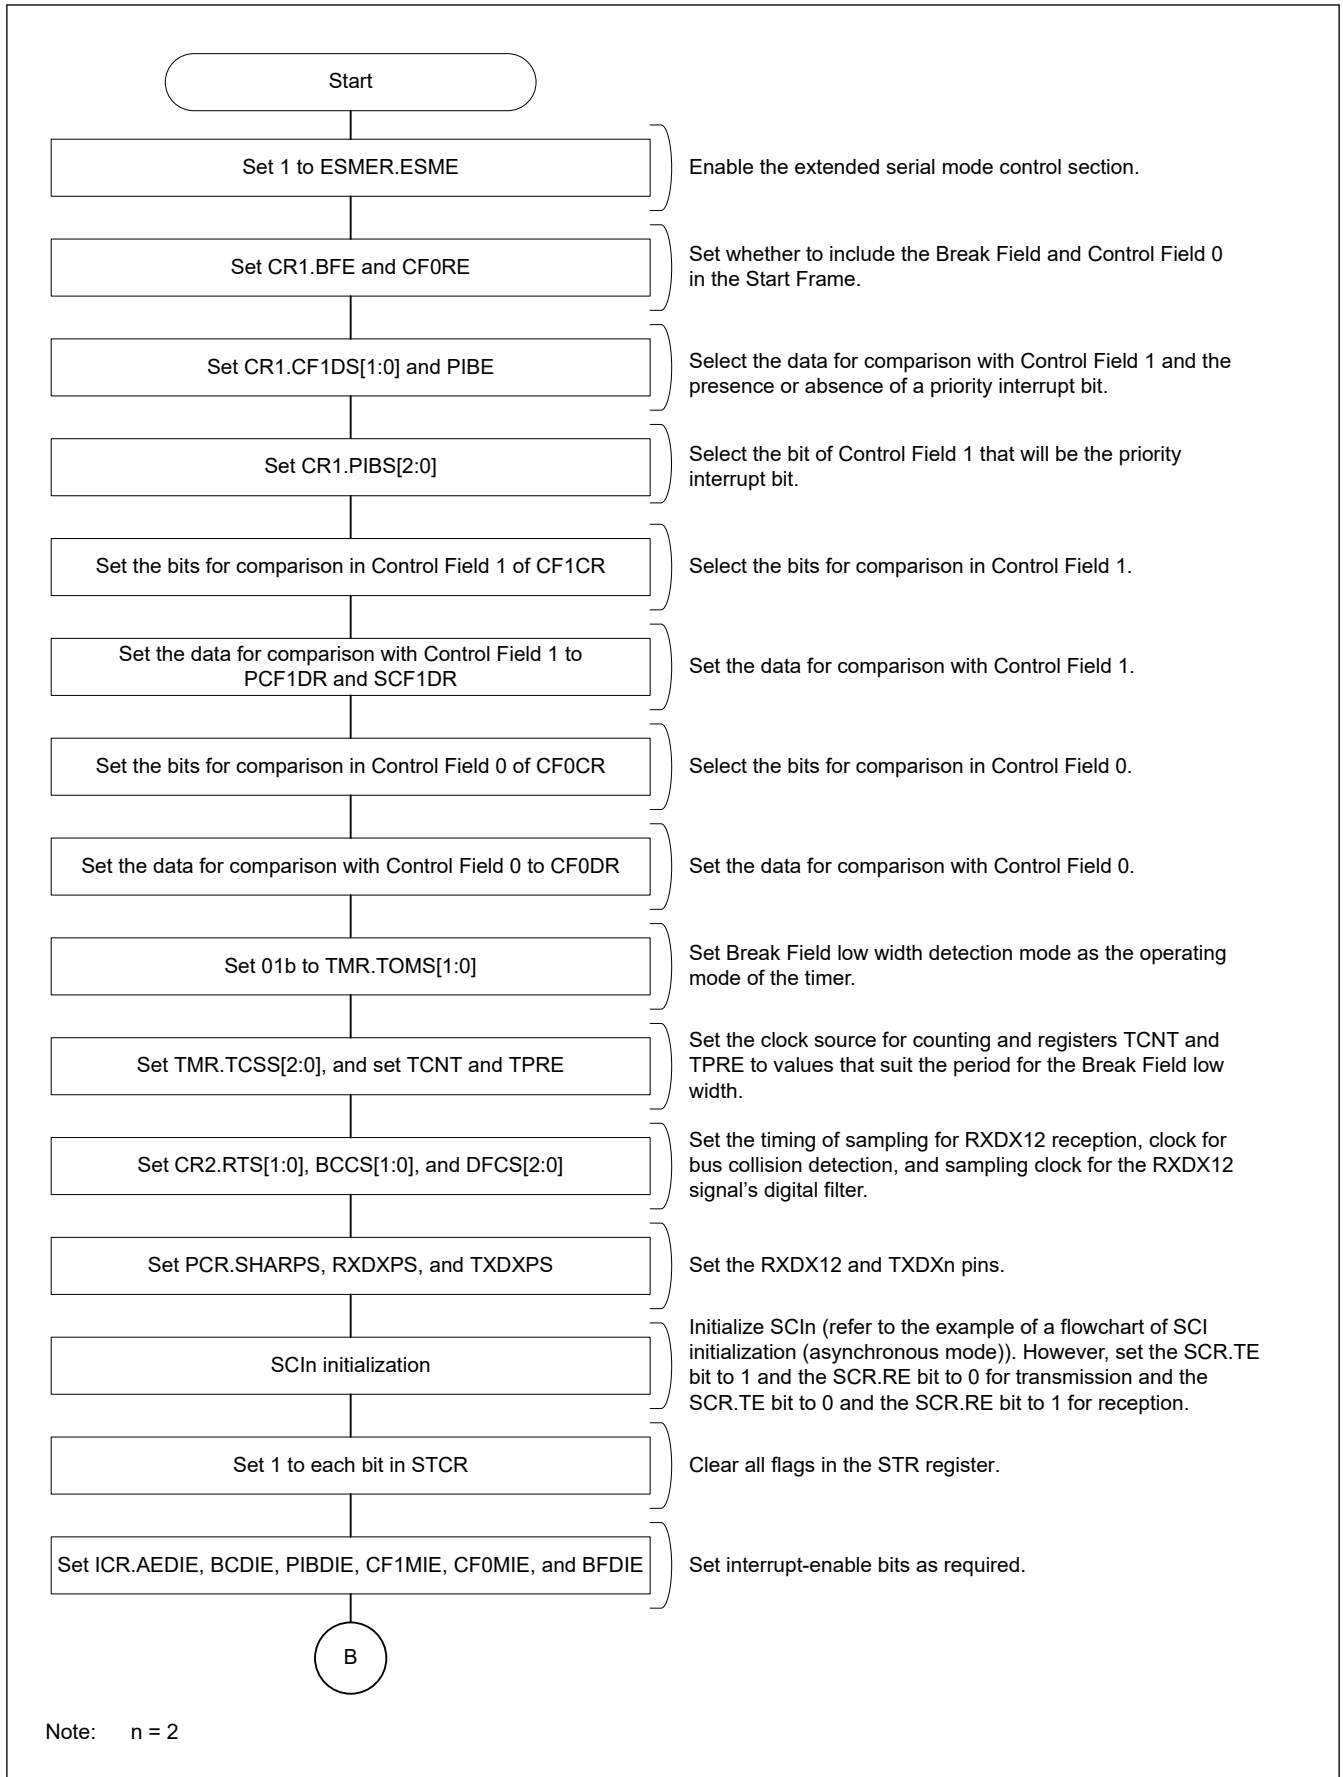 Start
Set 1 to ESMER.ESME
Enable the extended serial mode control section.
Set CR1.BFE and CF0RE
Set whether to include the Break Field and Control Field 0
in the Start Frame.
Set CR1.CF1DS[1:0] and PIBE
Select the data for comparison with Control Field 1 and the
presence or absence of a priority interrupt bit.
Set CR1.PIBS[2:0]
Select the bit of Control Field 1 that will be the priority
interrupt bit.
Set the bits for comparison in Control Field 1 of CF1CR
Select the bits for comparison in Control Field 1.
Set the data for comparison with Control Field 1 to
PCF1DR and SCF1DR
Set the data for comparison with Control Field 1.
Set the bits for comparison in Control Field 0 of CF0CR
Select the bits for comparison in Control Field 0.
Set the data for comparison with Control Field 0 to CF0DR
Set the data for comparison with Control Field 0.
Set 01b to TMR.TOMS[1:0]
Set Break Field low width detection mode as the operating
mode of the timer.
Set TMR.TCSS[2:0], and set TCNT and TPRE
Set the clock source for counting and registers TCNT and
TPRE to values that suit the period for the Break Field low
width.
Set CR2.RTS[1:0], BCCS[1:0], and DFCS[2:0]
Set the timing of sampling for RXDX12 reception, clock for
bus collision detection, and sampling clock for the RXDX12
signal’s digital filter.
Set PCR.SHARPS, RXDXPS, and TXDXPS
Set the RXDX12 and TXDXn pins.
SCIn initialization
Initialize SCIn (refer to the example of a flowchart of SCI
initialization (asynchronous mode)). However, set the SCR.TE
bit to 1 and the SCR.RE bit to 0 for transmission and the
SCR.TE bit to 0 and the SCR.RE bit to 1 for reception.
Set 1 to each bit in STCR
Clear all flags in the STR register.
Set ICR.AEDIE, BCDIE, PIBDIE, CF1MIE, CF0MIE, and BFDIE
Set interrupt-enable bits as required.
B
Note: n = 2